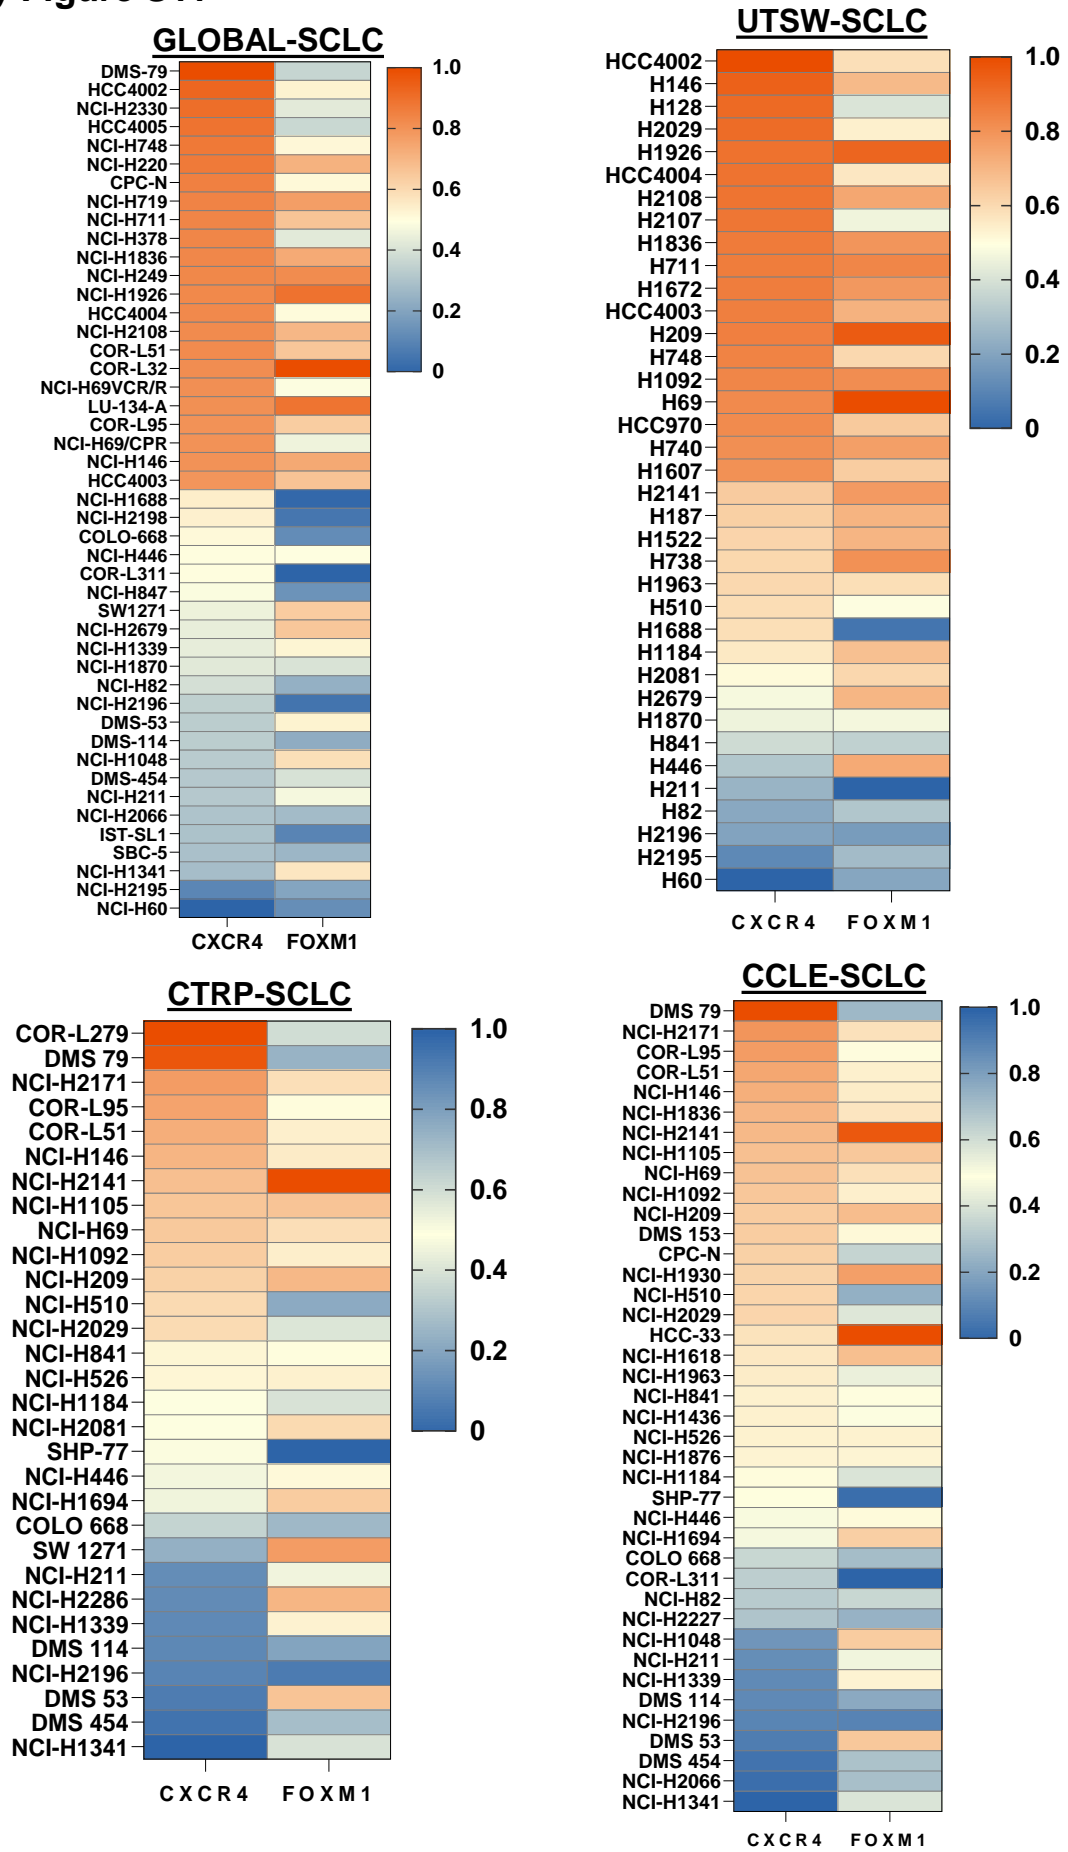 GLOBAL-SCLC
DMS-79
HCC4002
NCI-H2330
HCC4005
NCI-H748
NCI-H220
CPC-N
NCI-H719
NCI-H711
NCI-H378
NCI-H1836
NCI-H249
NCI-H1926
HCC4004
NCI-H2108
COR-L51
COR-L32
NCI-H69VCR/R
LU-134-A
COR-L95
NCI-H69/CPR
NCI-H146
HCC4003
NCI-H1688
NCI-H2198
COLO-668
NCI-H446
COR-L311
NCI-H847
SW1271
NCI-H2679
NCI-H1339
NCI-H1870
NCI-H82
NCI-H2196
DMS-53
DMS-114
NCI-H1048
DMS-454
NCI-H211
NCI-H2066
IST-SL1
SBC-5
NCI-H1341
NCI-H2195
NCI-H60
CXCR4 FOXM1
1.0
0.8
0.6
0.4
0.2
0
UTSW-SCLC
HCC4002
H146
H128
H2029
H1926
HCC4004
H2108
H2107
H1836
H711
H1672
HCC4003
H209
H748
H1092
H69
HCC970
H740
H1607
H2141
H187
H1522
H738
H1963
H510
H1688
H1184
H2081
H2679
H1870
H841
H446
H211
H82
H2196
H2195
H60
CXCR4 FOXM1
1.0
0.8
0.6
0.4
0.2
0
CTRP-SCLC
COR-L279
DMS 79
NCI-H2171
COR-L95
COR-L51
NCI-H146
NCI-H2141
NCI-H1105
NCI-H69
NCI-H1092
NCI-H209
NCI-H510
NCI-H2029
NCI-H841
NCI-H526
NCI-H1184
NCI-H2081
SHP-77
NCI-H446
NCI-H1694
COLO 668
SW 1271
NCI-H211
NCI-H2286
NCI-H1339
DMS 114
NCI-H2196
DMS 53
DMS 454
NCI-H1341
CXCR4 FOXM1
1.0
0.8
0.6
0.4
0.2
0
CCLE-SCLC
DMS 79
NCI-H2171
COR-L95
COR-L51
NCI-H146
NCI-H1836
NCI-H2141
NCI-H1105
NCI-H69
NCI-H1092
NCI-H209
DMS 153
CPC-N
NCI-H1930
NCI-H510
NCI-H2029
HCC-33
NCI-H1618
NCI-H1963
NCI-H841
NCI-H1436
NCI-H526
NCI-H1876
NCI-H1184
SHP-77
NCI-H446
NCI-H1694
COLO 668
COR-L311
NCI-H82
NCI-H2227
NCI-H1048
NCI-H211
NCI-H1339
DMS 114
NCI-H2196
DMS 53
DMS 454
NCI-H2066
NCI-H1341
CXCR4 FOXM1
1.0
0.8
0.6
0.4
0.2
0